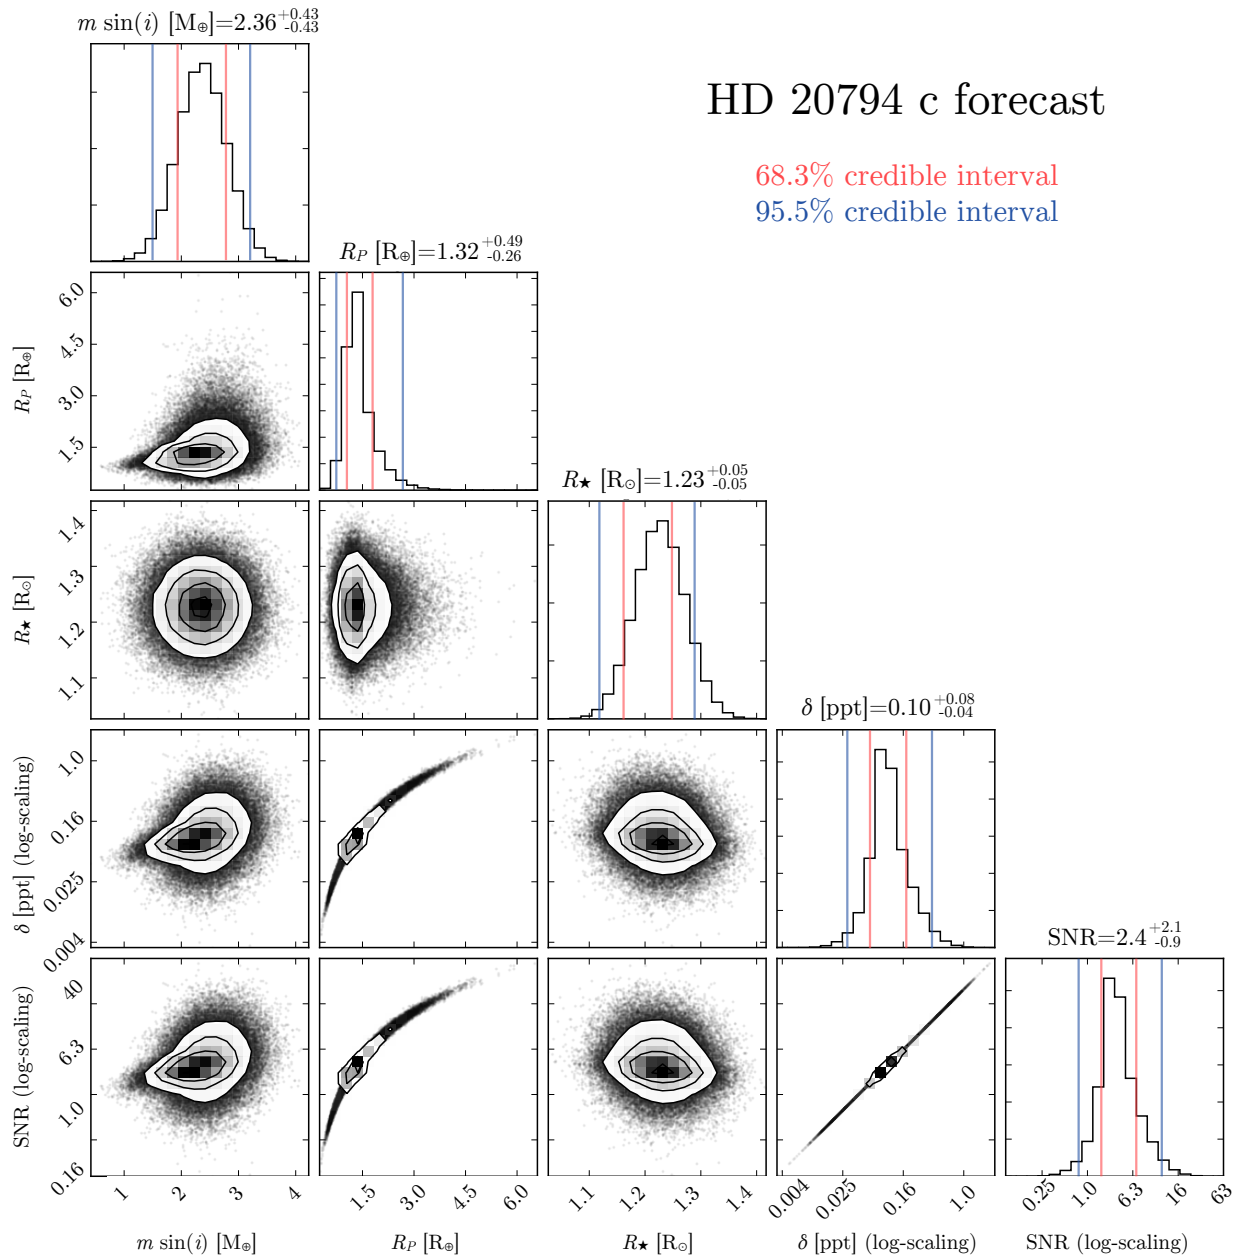 m sin(i) [M⊕]=2.36 +0.43 -0.43
HD 20794 c forecast
68.3% credible interval
95.5% credible interval
R_P [R⊕]=1.32 +0.49 -0.26
6.0
4.5
3.0
1.5
R_P [R⊕]
R★ [R⊙]=1.23 +0.05 -0.05
1.4
1.3
1.2
1.1
R★ [R⊙]
δ [ppt]=0.10 +0.08 -0.04
1.0
0.16
0.025
0.004
δ [ppt] (log-scaling)
SNR=2.4 +2.1 -0.9
40
6.3
1.0
0.16
SNR (log-scaling)
1 2 3 4 1.5 3.0 4.5 6.0 1.1 1.2 1.3 1.4 0.004 0.025 0.16 1.0 0.25 1.0 6.3 16 63
m sin(i) [M⊕] R_P [R⊕] R★ [R⊙] δ [ppt] (log-scaling) SNR (log-scaling)